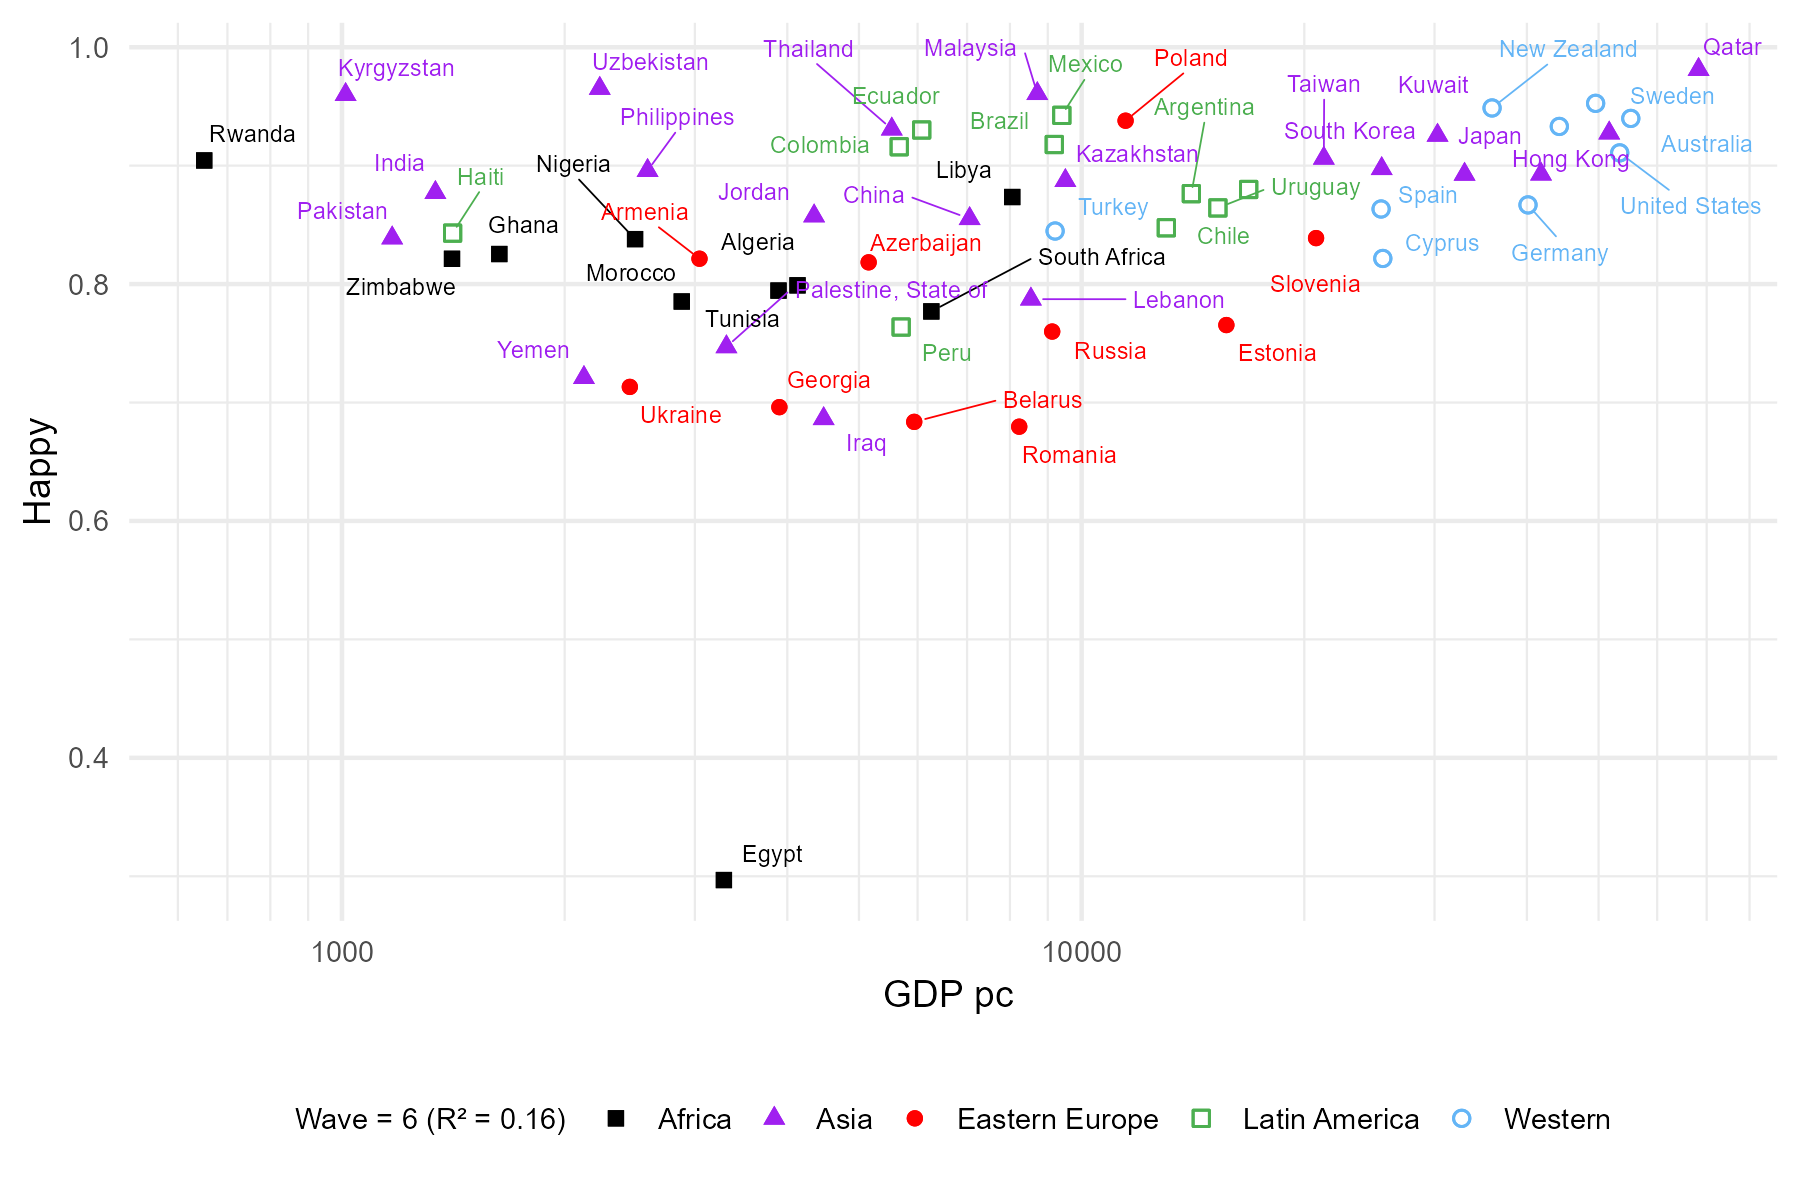 1.0
0.8
0.6
0.4
Happy
Kyrgyzstan
Uzbekistan
Thailand
Malaysia
Mexico
Poland
New Zealand
Qatar
Rwanda
Philippines
Ecuador
Brazil
Argentina
Taiwan
Kuwait
Sweden
India
Haiti
Nigeria
Colombia
Libya
Kazakhstan
South Korea
Japan
Hong Kong
Australia
Pakistan
Ghana
Armenia
Jordan
China
Turkey
Uruguay
Chile
Spain
United States
Zimbabwe
Morocco
Algeria
Azerbaijan
South Africa
Cyprus
Germany
Palestine, State of
Lebanon
Slovenia
Yemen
Tunisia
Peru
Russia
Estonia
Ukraine
Georgia
Iraq
Belarus
Romania
Egypt
1000
10000
GDP pc
Wave = 6 (R² = 0.16) Africa Asia Eastern Europe Latin America Western